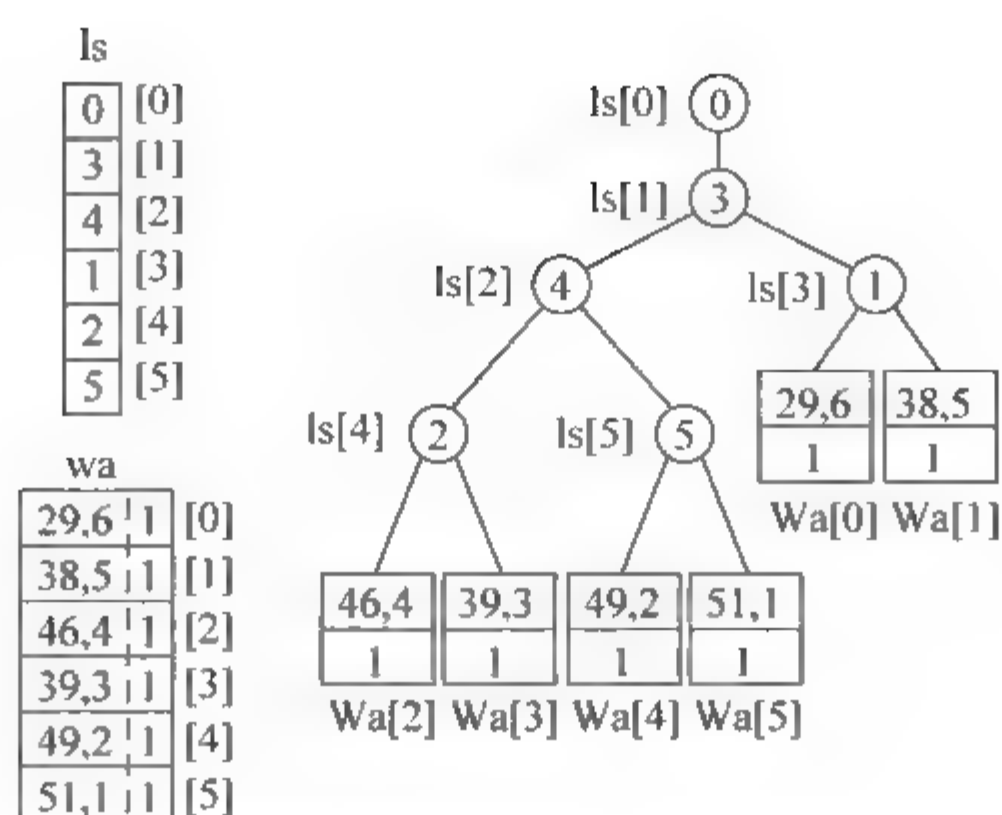 ls
0 [0]
3 [1]
4 [2]
1 [3]
2 [4]
5 [5]
wa
29,6 1 [0]
38,5 1 [1]
46,4 1 [2]
39,3 1 [3]
49,2 1 [4]
51,1 1 [5]
ls[0] 0
ls[1] 3
ls[2] 4
ls[3] 1
29,6 38,5
1 1
Wa[0] Wa[1]
ls[4] 2
ls[5] 5
46,4 39,3 49,2 51,1
1 1 1 1
Wa[2] Wa[3] Wa[4] Wa[5]